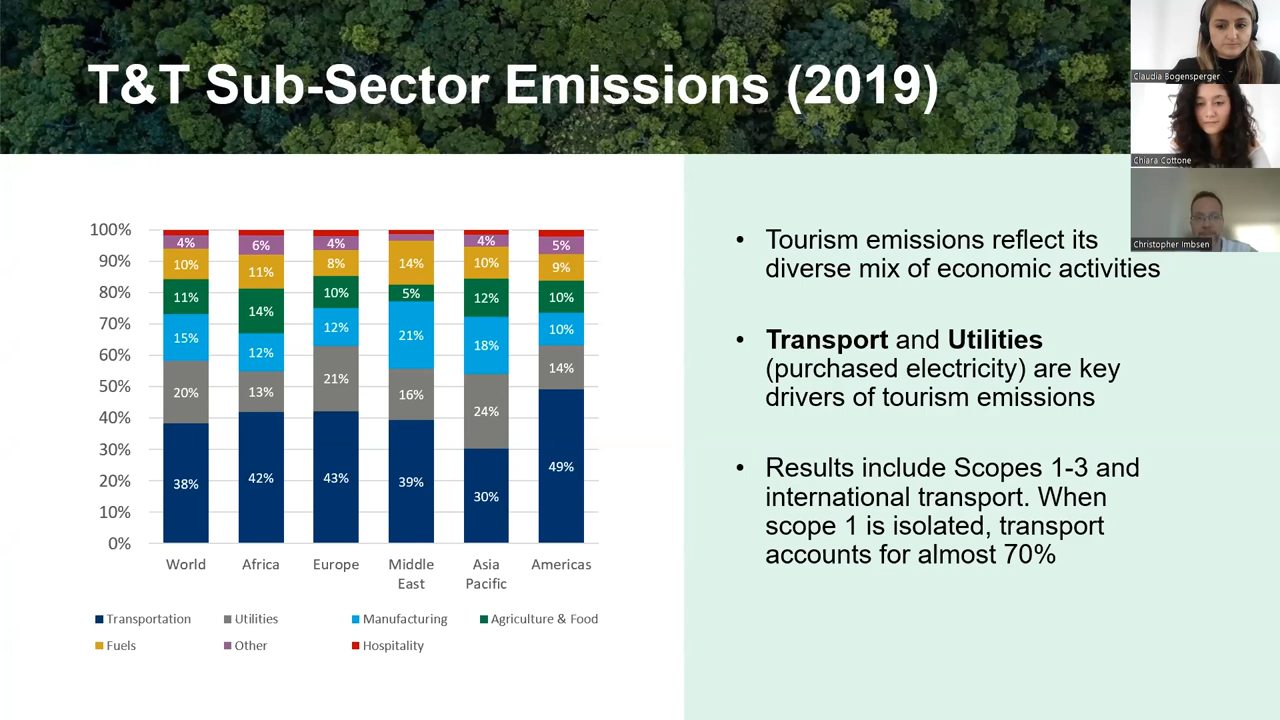 T&T Sub-Sector Emissions (2019)
Claudia Bogensperger
Chiara Cottone
Christopher Imbsen
100%
90%
80%
70%
60%
50%
40%
30%
20%
10%
0%
4% 6% 4% 4% 5%
10% 11% 8% 14% 10% 9%
11% 14% 10% 5% 12% 10%
15% 12% 12% 21% 18% 10%
20% 13% 21% 16% 24% 14%
38% 42% 43% 39% 30% 49%
World Africa Europe Middle East Asia Pacific Americas
Transportation Utilities Manufacturing Agriculture & Food
Fuels Other Hospitality
• Tourism emissions reflect its
diverse mix of economic activities
• Transport and Utilities
(purchased electricity) are key
drivers of tourism emissions
• Results include Scopes 1-3 and
international transport. When
scope 1 is isolated, transport
accounts for almost 70%